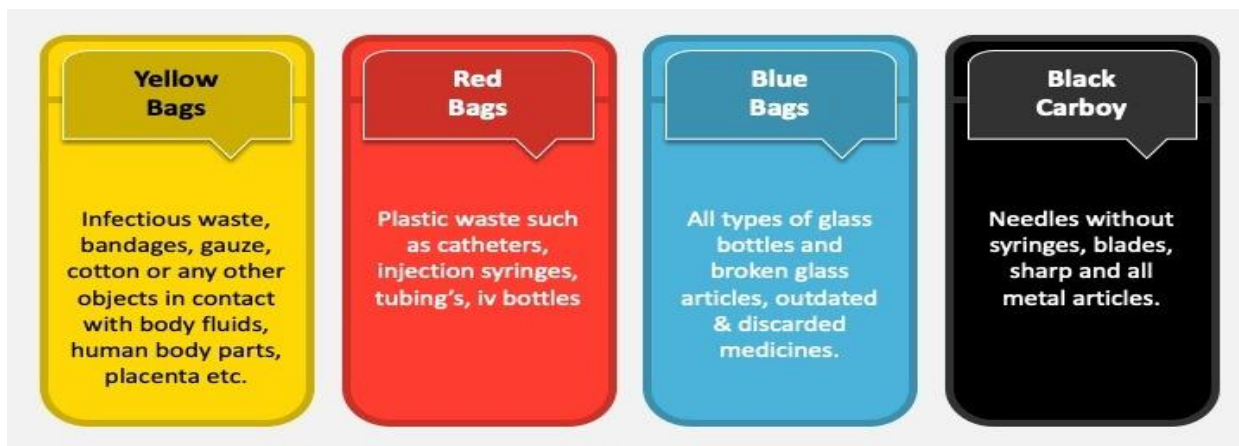 Yellow
Bags
Infectious waste,
bandages, gauze,
cotton or any other
objects in contact
with body fluids,
human body parts,
placenta etc.
Red
Bags
Plastic waste such
as catheters,
injection syringes,
tubing's, iv bottles
Blue
Bags
All types of glass
bottles and
broken glass
articles, outdated
& discarded
medicines.
Black
Carboy
Needles without
syringes, blades,
sharp and all
metal articles.